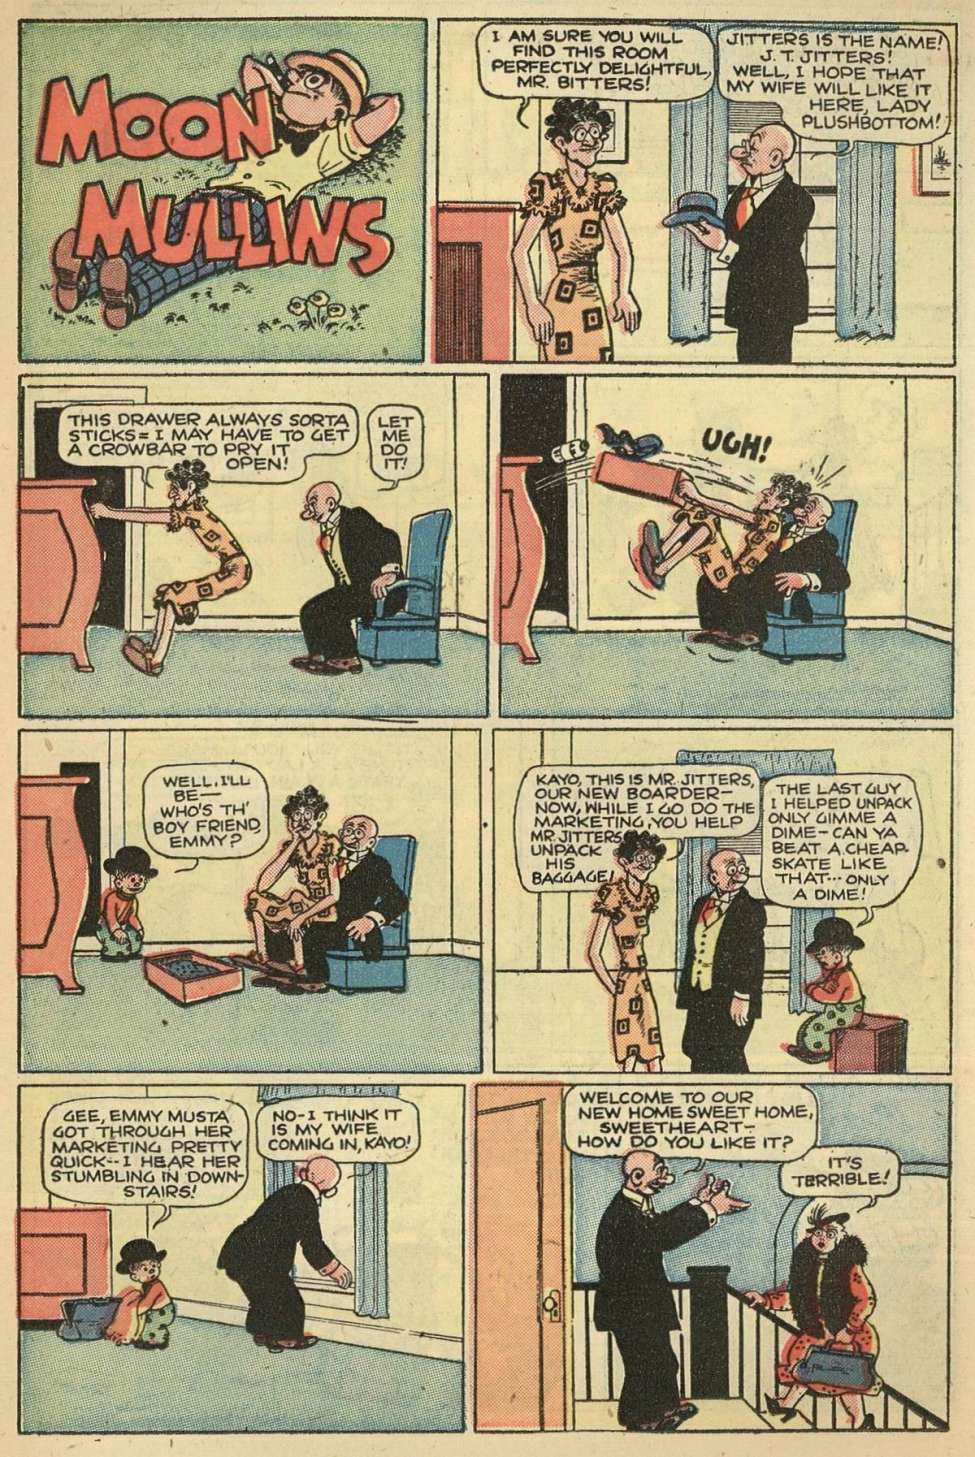 MOON
MULLINS
I AM SURE YOU WILL
FIND THIS ROOM
PERFECTLY DELIGHTFUL,
MR. BITTERS!
JITTERS IS THE NAME!
J. T. JITTERS!
WELL, I HOPE THAT
MY WIFE WILL LIKE IT
HERE, LADY
PLUSHBOTTOM!
THIS DRAWER ALWAYS SORTA
STICKS= I MAY HAVE TO GET
A CROWBAR TO PRY IT
OPEN!
LET
ME
DO
IT!
UGH!
WELL, I'LL
BE—
WHO'S TH'
BOY FRIEND,
EMMY?
KAYO, THIS IS MR. JITTERS,
OUR NEW BOARDER—
NOW, WHILE I GO DO THE
MARKETING, YOU HELP
MR. JITTERS
UNPACK
HIS
BAGGAGE!
THE LAST GUY
I HELPED UNPACK
ONLY GIMME A
DIME—CAN YA
BEAT A CHEAP-
SKATE LIKE
THAT--- ONLY
A DIME!
GEE, EMMY MUSTA
GOT THROUGH HER
MARKETING PRETTY
QUICK-- I HEAR HER
STUMBLING IN DOWN-
STAIRS!
NO-I THINK IT
IS MY WIFE
COMING IN, KAYO!
WELCOME TO OUR
NEW HOME SWEET HOME,
SWEETHEART—
HOW DO YOU LIKE IT?
IT'S
TERRIBLE!